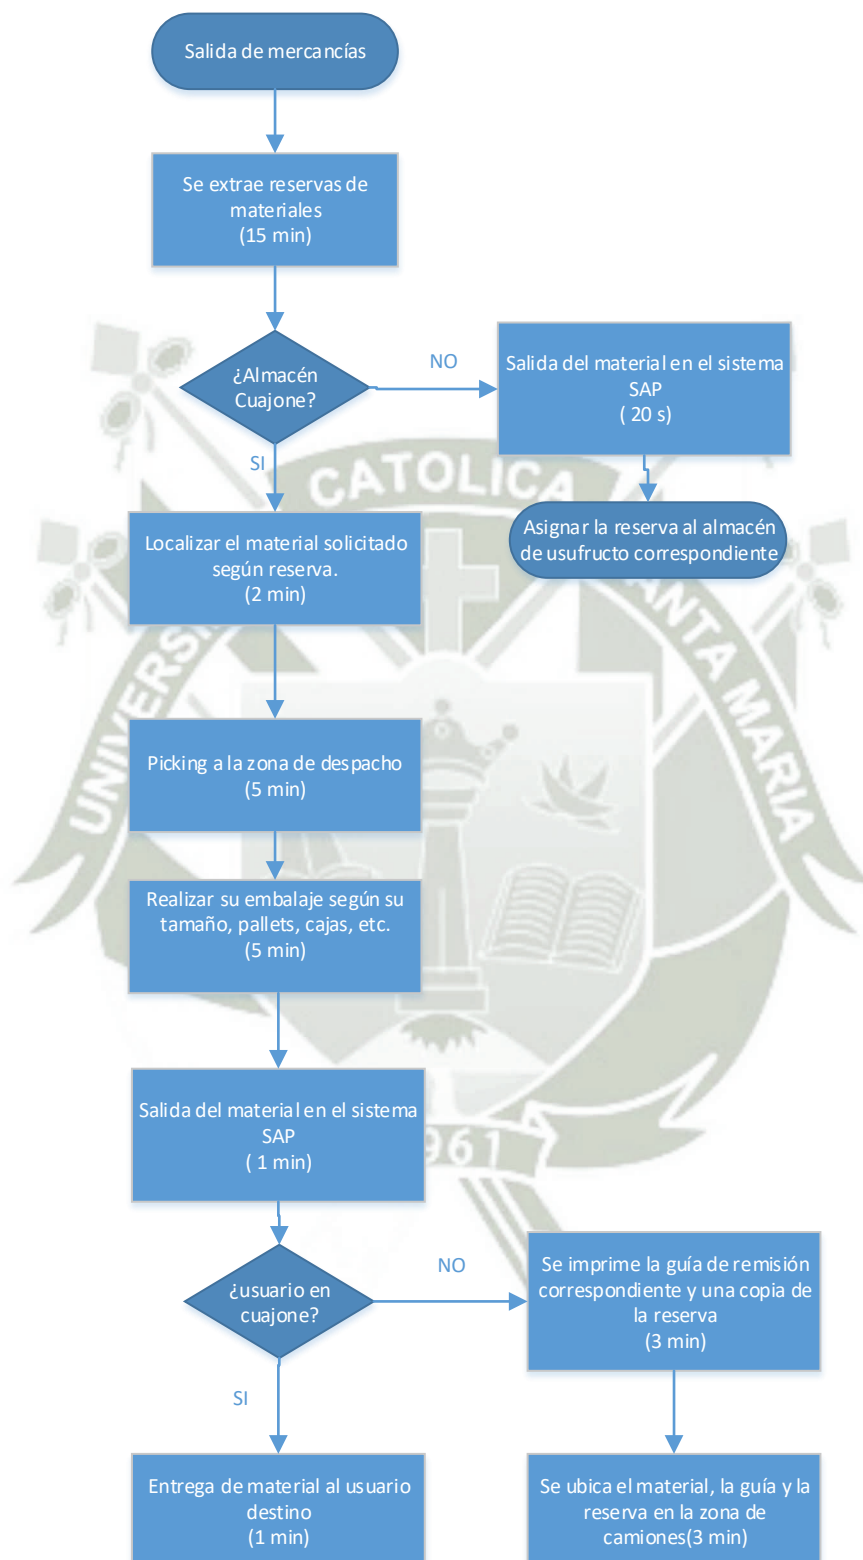 Salida de mercancías
Se extrae reservas de
materiales
(15 min)
¿Almacén
Cuajone?
NO
Salida del material en el sistema
SAP
( 20 s)
SI
Asignar la reserva al almacén
de usufructo correspondiente
Localizar el material solicitado
según reserva.
(2 min)
Picking a la zona de despacho
(5 min)
Realizar su embalaje según su
tamaño, pallets, cajas, etc.
(5 min)
Salida del material en el sistema
SAP
( 1 min)
¿usuario en
cuajone?
NO
Se imprime la guía de remisión
correspondiente y una copia de
la reserva
(3 min)
SI
Entrega de material al usuario
destino
(1 min)
Se ubica el material, la guía y la
reserva en la zona de
camiones(3 min)
CATOLICA
MARIA